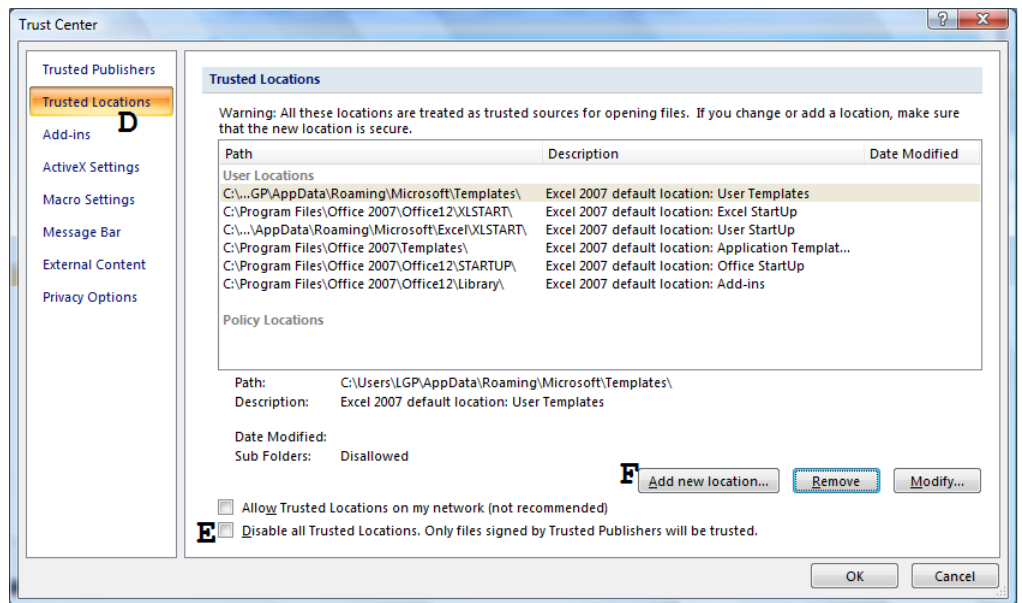 Trust Center
Trusted Publishers
Trusted Locations
D
Add-ins
ActiveX Settings
Macro Settings
Message Bar
External Content
Privacy Options
Trusted Locations
Warning: All these locations are treated as trusted sources for opening files. If you change or add a location, make sure
that the new location is secure.
Path Description Date Modified
User Locations
C:\...GP\AppData\Roaming\Microsoft\Templates\ Excel 2007 default location: User Templates
C:\Program Files\Office 2007\Office12\XLSTART\ Excel 2007 default location: Excel StartUp
C:\...\AppData\Roaming\Microsoft\Excel\XLSTART\ Excel 2007 default location: User StartUp
C:\Program Files\Office 2007\Templates\ Excel 2007 default location: Application Templat...
C:\Program Files\Office 2007\Office12\STARTUP\ Excel 2007 default location: Office StartUp
C:\Program Files\Office 2007\Office12\Library\ Excel 2007 default location: Add-ins
Policy Locations
Path: C:\Users\LGP\AppData\Roaming\Microsoft\Templates\
Description: Excel 2007 default location: User Templates
Date Modified:
Sub Folders: Disallowed
F Add new location... Remove Modify...
Allow Trusted Locations on my network (not recommended)
E Disable all Trusted Locations. Only files signed by Trusted Publishers will be trusted.
OK Cancel